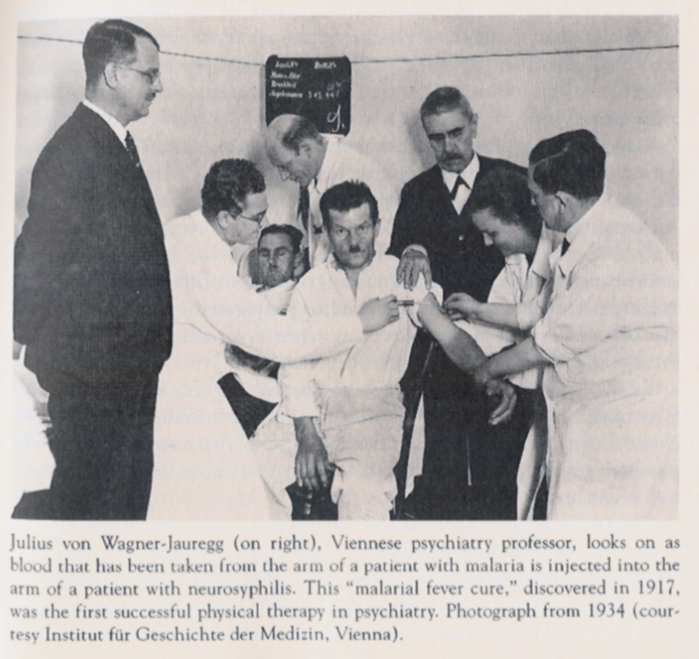 Julius von Wagner-Jauregg (on right), Viennese psychiatry professor, looks on as
blood that has been taken from the arm of a patient with malaria is injected into the
arm of a patient with neurosyphilis. This “malarial fever cure,” discovered in 1917,
was the first successful physical therapy in psychiatry. Photograph from 1934 (cour-
tesy Institut für Geschichte der Medizin, Vienna).